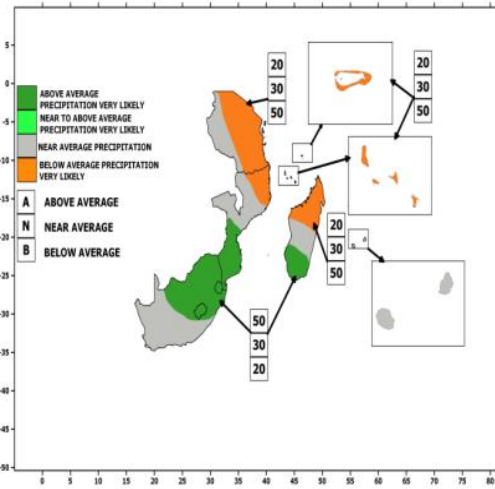 5
0
-5
-10
-15
-20
-25
-30
-35
-40
-45
-50
ABOVE AVERAGE
PRECIPITATION VERY LIKELY
NEAR TO ABOVE AVERAGE
PRECIPITATION VERY LIKELY
NEAR AVERAGE PRECIPITATION
BELOW AVERAGE PRECIPITATION
VERY LIKELY
A ABOVE AVERAGE
N NEAR AVERAGE
B BELOW AVERAGE
20
30
50
20
30
50
20
30
50
50
30
20
0 5 10 15 20 25 30 35 40 45 50 55 60 65 70 75 80